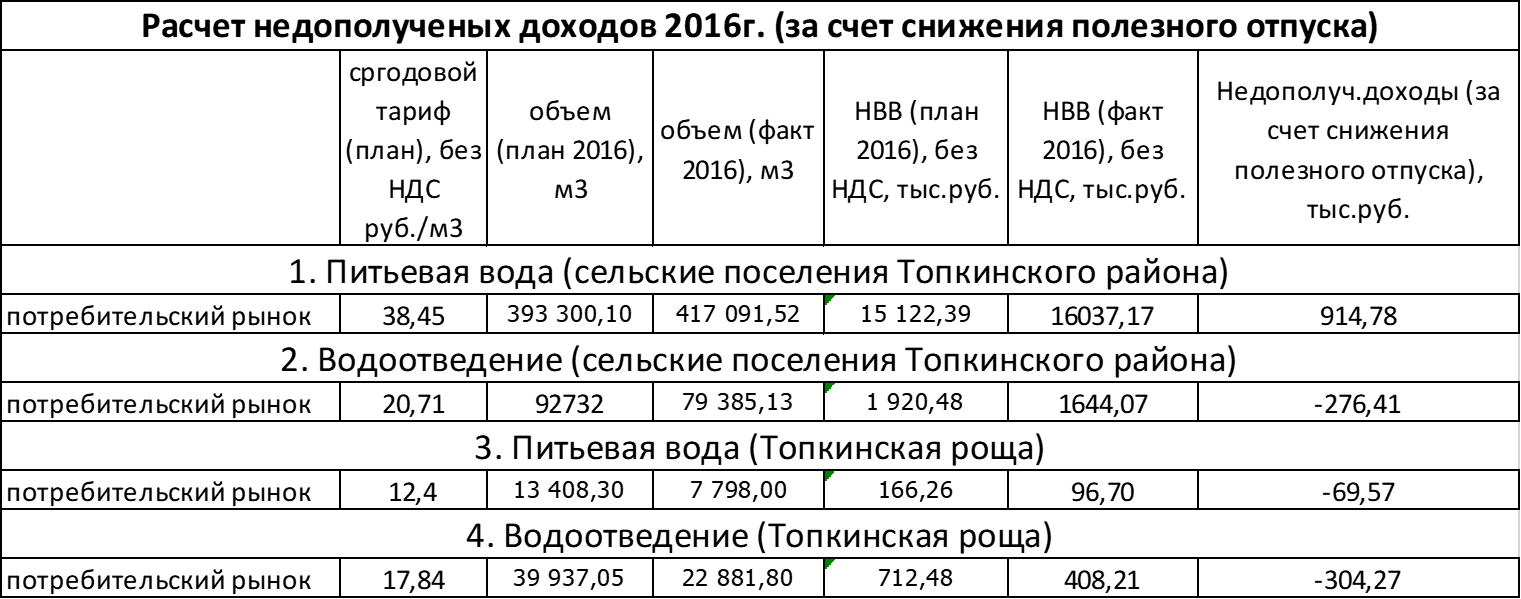 Расчет недополученых доходов 2016г. (за счет снижения полезного отпуска)
сргодовой
тариф
(план), без
НДС
руб./м3
объем
(план 2016),
м3
объем (факт
2016), м3
НВВ (план
2016), без
НДС, тыс.руб.
НВВ (факт
2016), без
НДС, тыс.руб.
Недополуч.доходы (за
счет снижения
полезного отпуска),
тыс.руб.
1. Питьевая вода (сельские поселения Топкинского района)
потребительский рынок 38,45 393 300,10 417 091,52 15 122,39 16037,17 914,78
2. Водоотведение (сельские поселения Топкинского района)
потребительский рынок 20,71 92732 79 385,13 1 920,48 1644,07 -276,41
3. Питьевая вода (Топкинская роща)
потребительский рынок 12,4 13 408,30 7 798,00 166,26 96,70 -69,57
4. Водоотведение (Топкинская роща)
потребительский рынок 17,84 39 937,05 22 881,80 712,48 408,21 -304,27